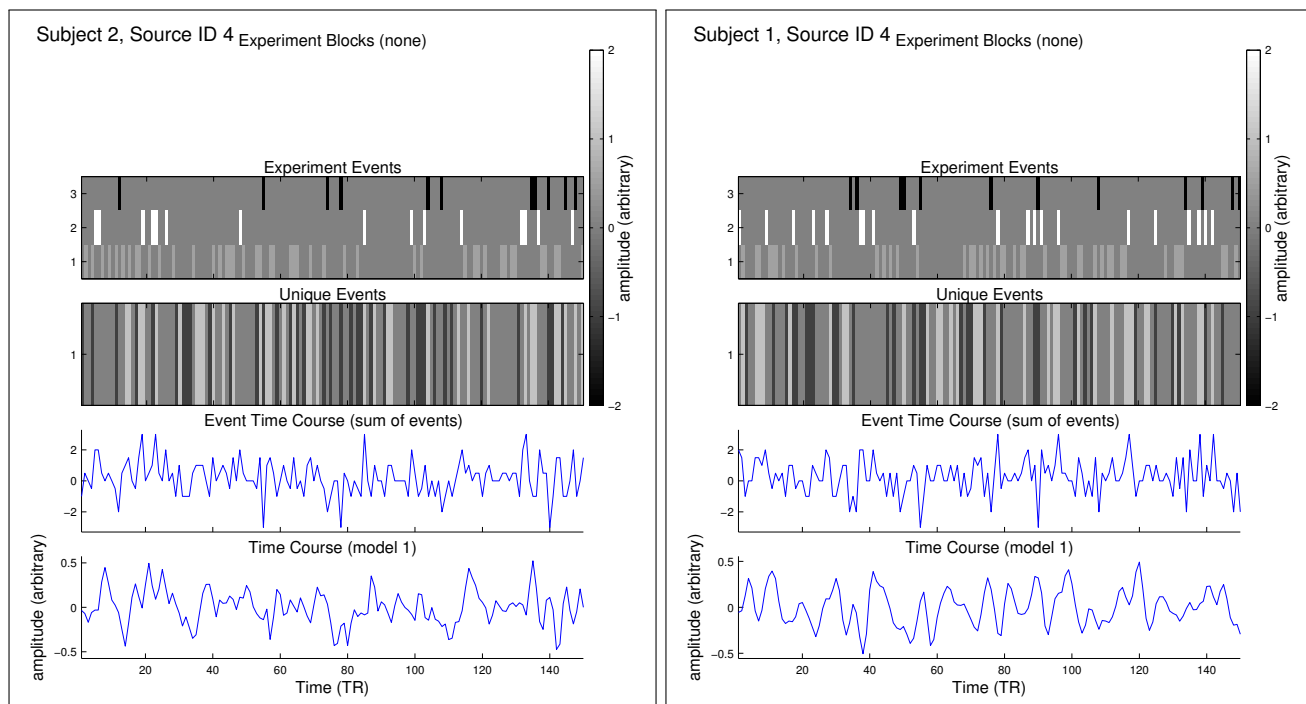 Subject 2, Source ID 4 Experiment Blocks (none)
2
1
0
−1
−2
amplitude (arbitrary)
Experiment Events
3
2
1
Unique Events
1
Event Time Course (sum of events)
2
0
−2
Time Course (model 1)
0.5
0
−0.5
amplitude (arbitrary)
20 40 60 80 100 120 140
Time (TR)
Subject 1, Source ID 4 Experiment Blocks (none)
2
1
0
−1
−2
amplitude (arbitrary)
Experiment Events
3
2
1
Unique Events
1
Event Time Course (sum of events)
2
0
−2
Time Course (model 1)
0.5
0
−0.5
amplitude (arbitrary)
20 40 60 80 100 120 140
Time (TR)